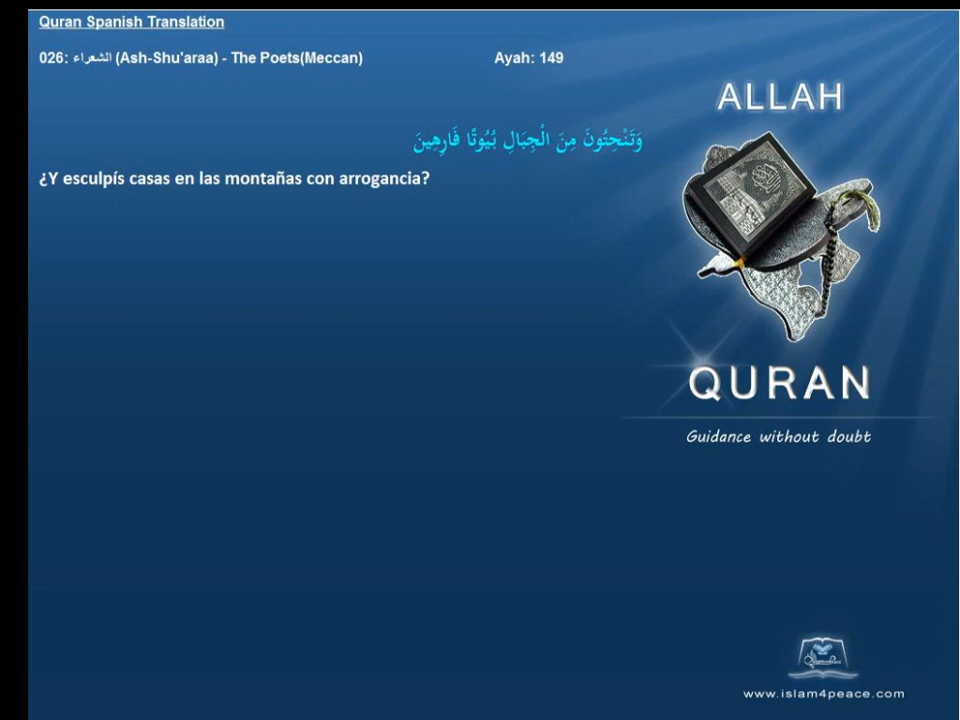 Quran Spanish Translation
026: الشعراء (Ash-Shu'araa) - The Poets(Meccan) Ayah: 149
ALLAH
وَتَنْحِتُونَ مِنَ الْجِبَالِ بُيُوتًا فَارِهِينَ
¿Y esculpís casas en las montañas con arrogancia?
QURAN
Guidance without doubt
www.islam4peace.com